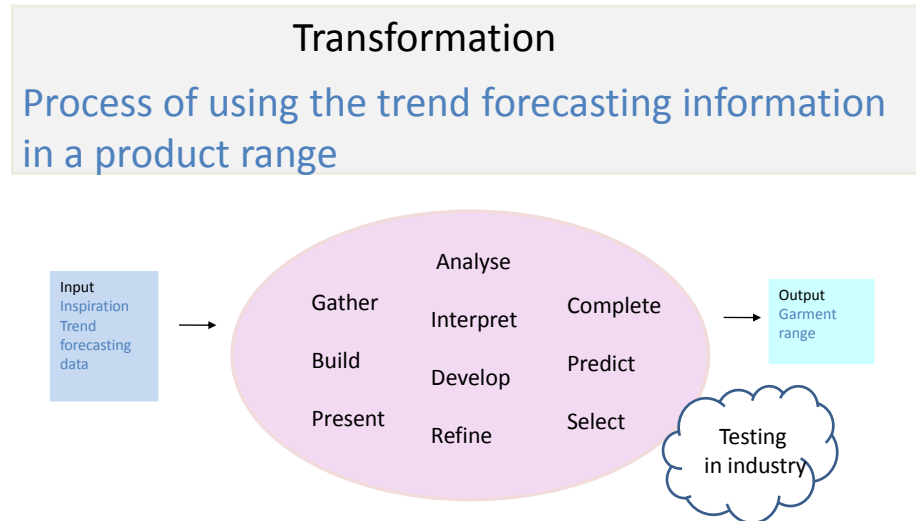 Transformation
Process of using the trend forecasting information
in a product range
Input
Inspiration
Trend
forecasting
data
Gather
Build
Present
Analyse
Interpret
Develop
Refine
Complete
Predict
Select
Output
Garment
range
Testing
in industry